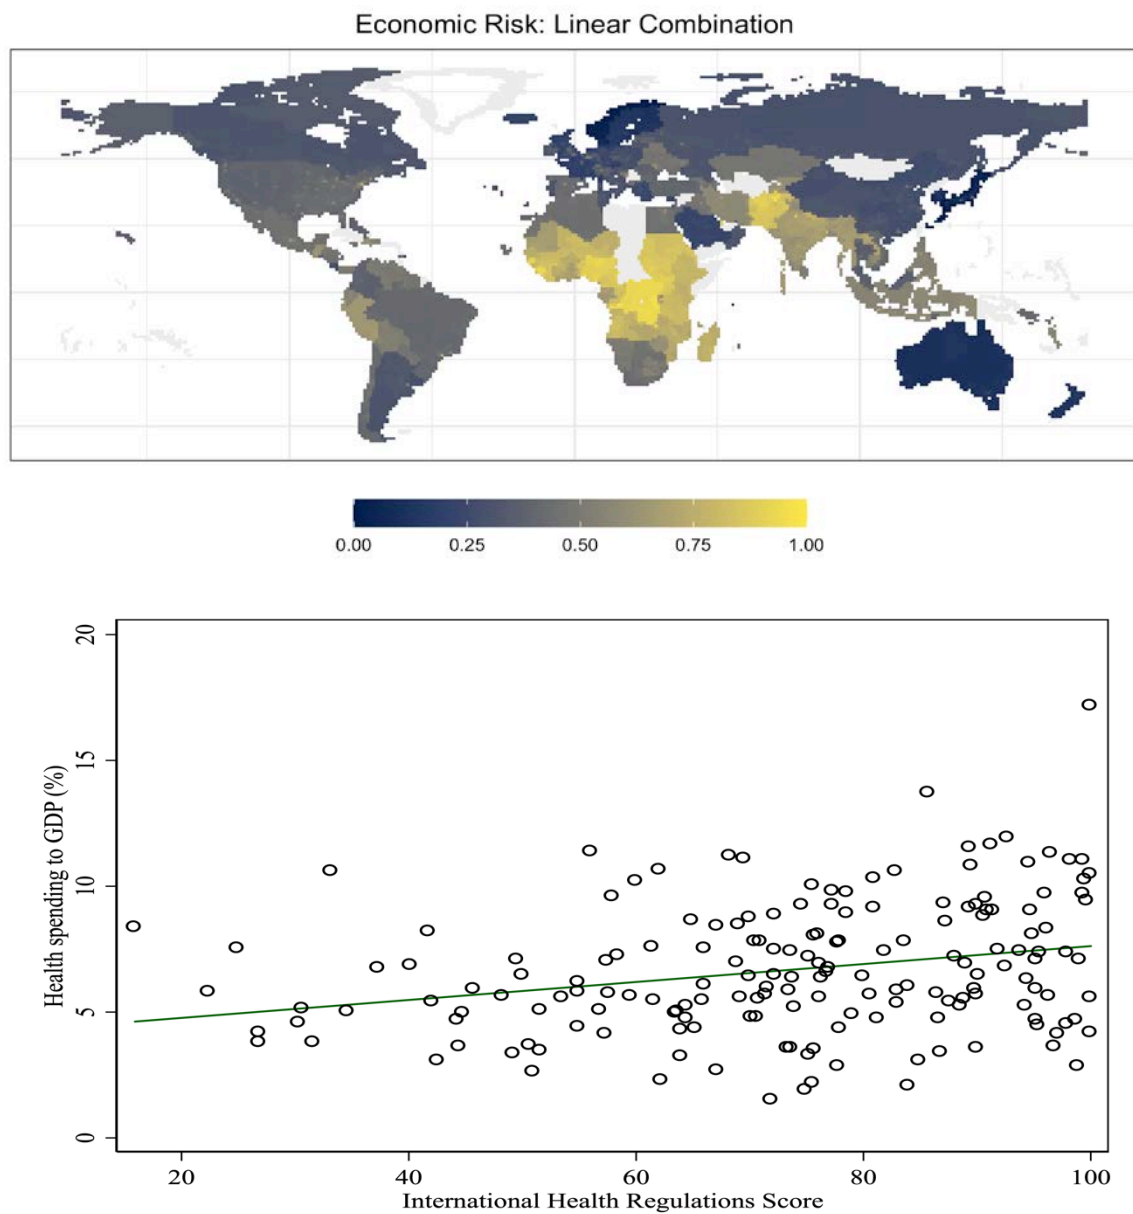 Economic Risk: Linear Combination
0.00 0.25 0.50 0.75 1.00
Health spending to GDP (%)
20
15
10
5
0
20 40 60 80 100
International Health Regulations Score